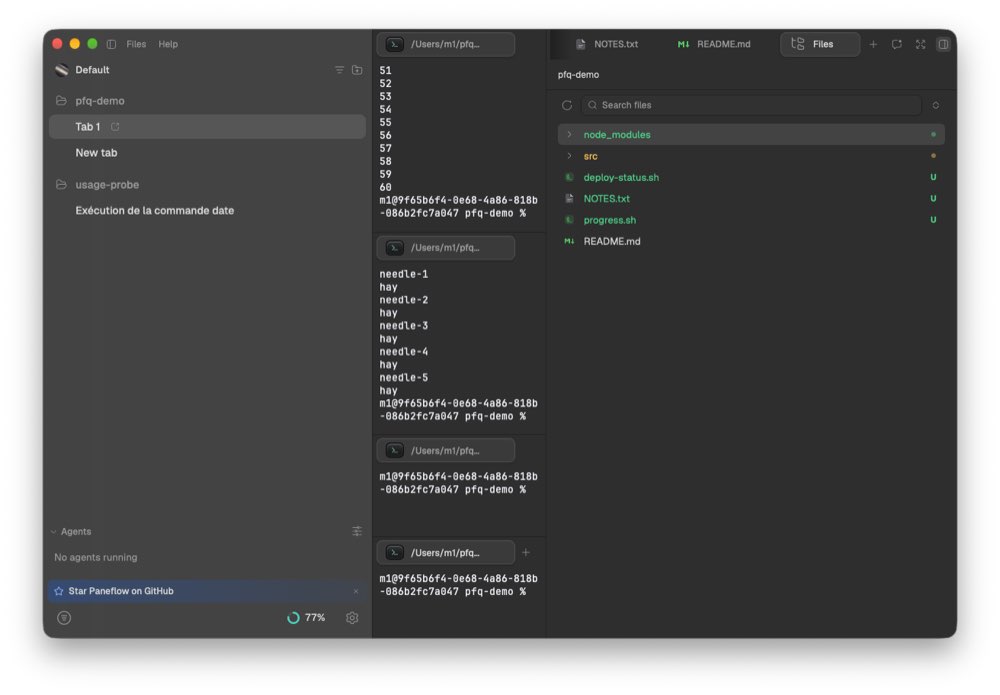 Files Help
Default
pfq-demo
Tab 1
New tab
usage-probe
Exécution de la commande date
Agents
No agents running
Star Paneflow on GitHub
77%
/Users/m1/pfq…
51
52
53
54
55
56
57
58
59
60
m1@9f65b6f4-0e68-4a86-818b
-086b2fc7a047 pfq-demo %
/Users/m1/pfq…
needle-1
hay
needle-2
hay
needle-3
hay
needle-4
hay
needle-5
hay
m1@9f65b6f4-0e68-4a86-818b
-086b2fc7a047 pfq-demo %
/Users/m1/pfq…
m1@9f65b6f4-0e68-4a86-818b
-086b2fc7a047 pfq-demo %
/Users/m1/pfq…
m1@9f65b6f4-0e68-4a86-818b
-086b2fc7a047 pfq-demo %
NOTES.txt README.md Files
pfq-demo
Search files
node_modules
src
deploy-status.sh U
NOTES.txt U
progress.sh U
README.md